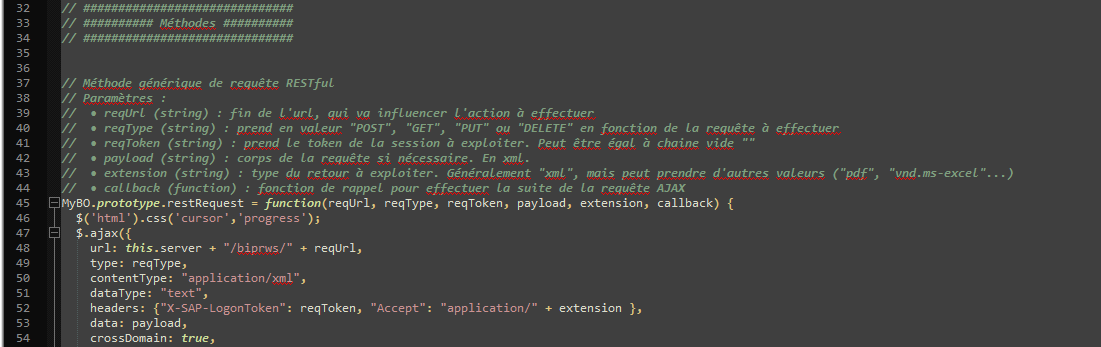 32 // ##############################
33 // ########## Méthodes ##########
34 // ##############################
35
36
37 // Méthode générique de requête RESTful
38 // Paramètres :
39 //  • reqUrl (string) : fin de l'url, qui va influencer l'action à effectuer
40 //  • reqType (string) : prend en valeur "POST", "GET", "PUT" ou "DELETE" en fonction de la requête à effectuer
41 //  • reqToken (string) : prend le token de la session à exploiter. Peut être égal à chaine vide ""
42 //  • payload (string) : corps de la requête si nécessaire. En xml.
43 //  • extension (string) : type du retour à exploiter. Généralement "xml", mais peut prendre d'autres valeurs ("pdf", "vnd.ms-excel"...)
44 //  • callback (function) : fonction de rappel pour effectuer la suite de la requête AJAX
45 MyBO.prototype.restRequest = function(reqUrl, reqType, reqToken, payload, extension, callback) {
46   $('html').css('cursor','progress');
47   $.ajax({
48     url: this.server + "/biprws/" + reqUrl,
49     type: reqType,
50     contentType: "application/xml",
51     dataType: "text",
52     headers: {"X-SAP-LogonToken": reqToken, "Accept": "application/" + extension },
53     data: payload,
54     crossDomain: true,